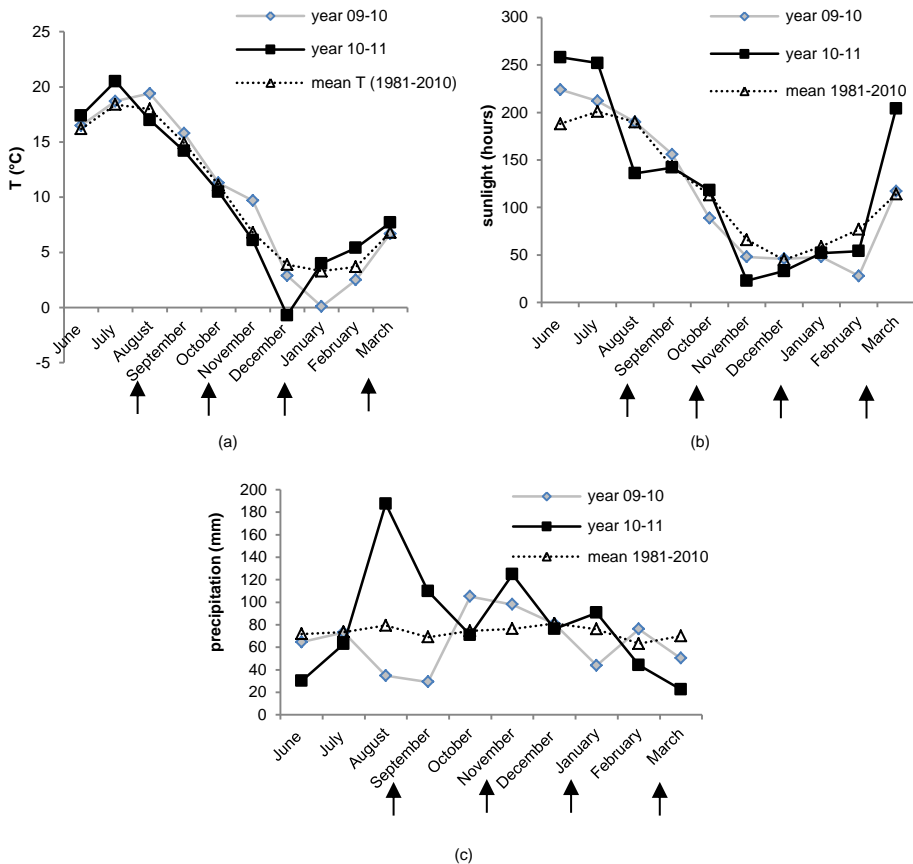 year 09-10
year 10-11
mean T (1981-2010)
T (°C)
25
20
15
10
5
0
-5
June
July
August
September
October
November
December
January
February
March
(a)
year 09-10
year 10-11
mean 1981-2010
sunlight (hours)
300
250
200
150
100
50
0
June
July
August
September
October
November
December
January
February
March
(b)
year 09-10
year 10-11
mean 1981-2010
precipitation (mm)
200
180
160
140
120
100
80
60
40
20
0
June
July
August
September
October
November
December
January
February
March
(c)